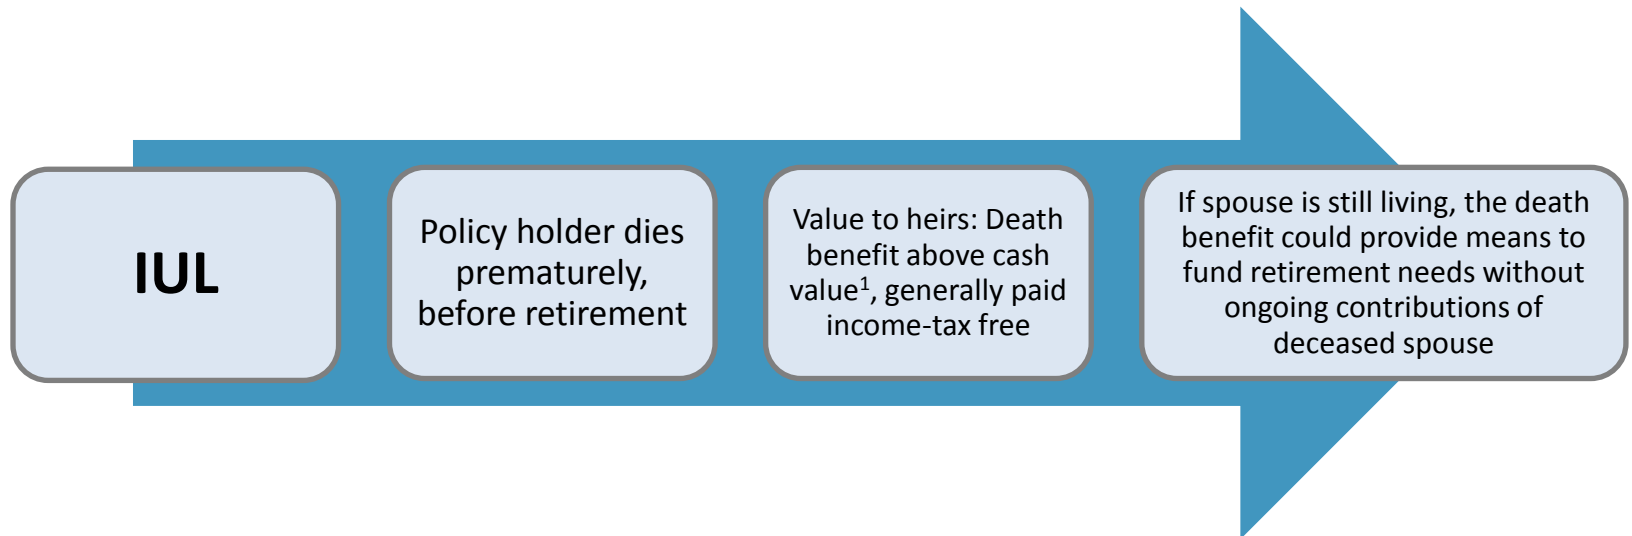 IUL
Policy holder dies
prematurely,
before retirement
Value to heirs: Death
benefit above cash
value¹, generally paid
income-tax free
If spouse is still living, the death
benefit could provide means to
fund retirement needs without
ongoing contributions of
deceased spouse